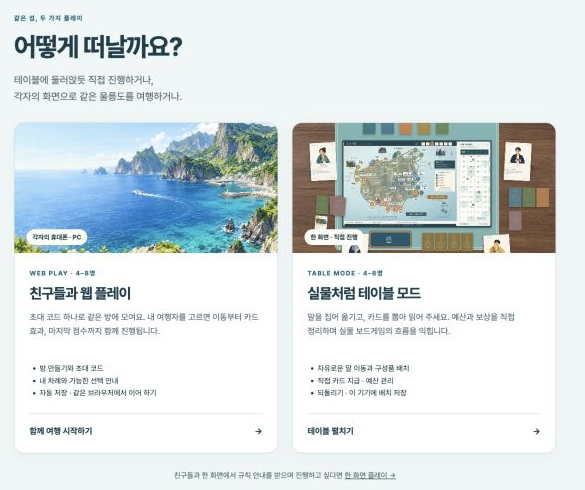 같은 섬, 두 가지 플레이
어떻게 떠날까요?
테이블에 둘러앉듯 직접 진행하거나,
각자의 화면으로 같은 울릉도를 여행하거나.
각자의 휴대폰 · PC
WEB PLAY · 4–8명
친구들과 웹 플레이
초대 코드 하나로 같은 방에 모여요. 내 여행자를 고르면 이동부터 카드
효과, 마지막 점수까지 함께 진행됩니다.
• 방 만들기와 초대 코드
• 내 차례와 가능한 선택 안내
• 자동 저장 · 같은 브라우저에서 이어 하기
함께 여행 시작하기 →
한 화면 · 직접 진행
TABLE MODE · 4–8명
실물처럼 테이블 모드
말을 집어 옮기고, 카드를 뽑아 읽어 주세요. 예산과 보상을 직접
정리하며 실물 보드게임의 흐름을 익힙니다.
• 자유로운 말 이동과 구성품 배치
• 직접 카드 지급 · 예산 관리
• 되돌리기 · 이 기기에 배치 저장
테이블 펼치기 →
친구들과 한 화면에서 규칙 안내를 받으며 진행하고 싶다면 한 화면 플레이 →